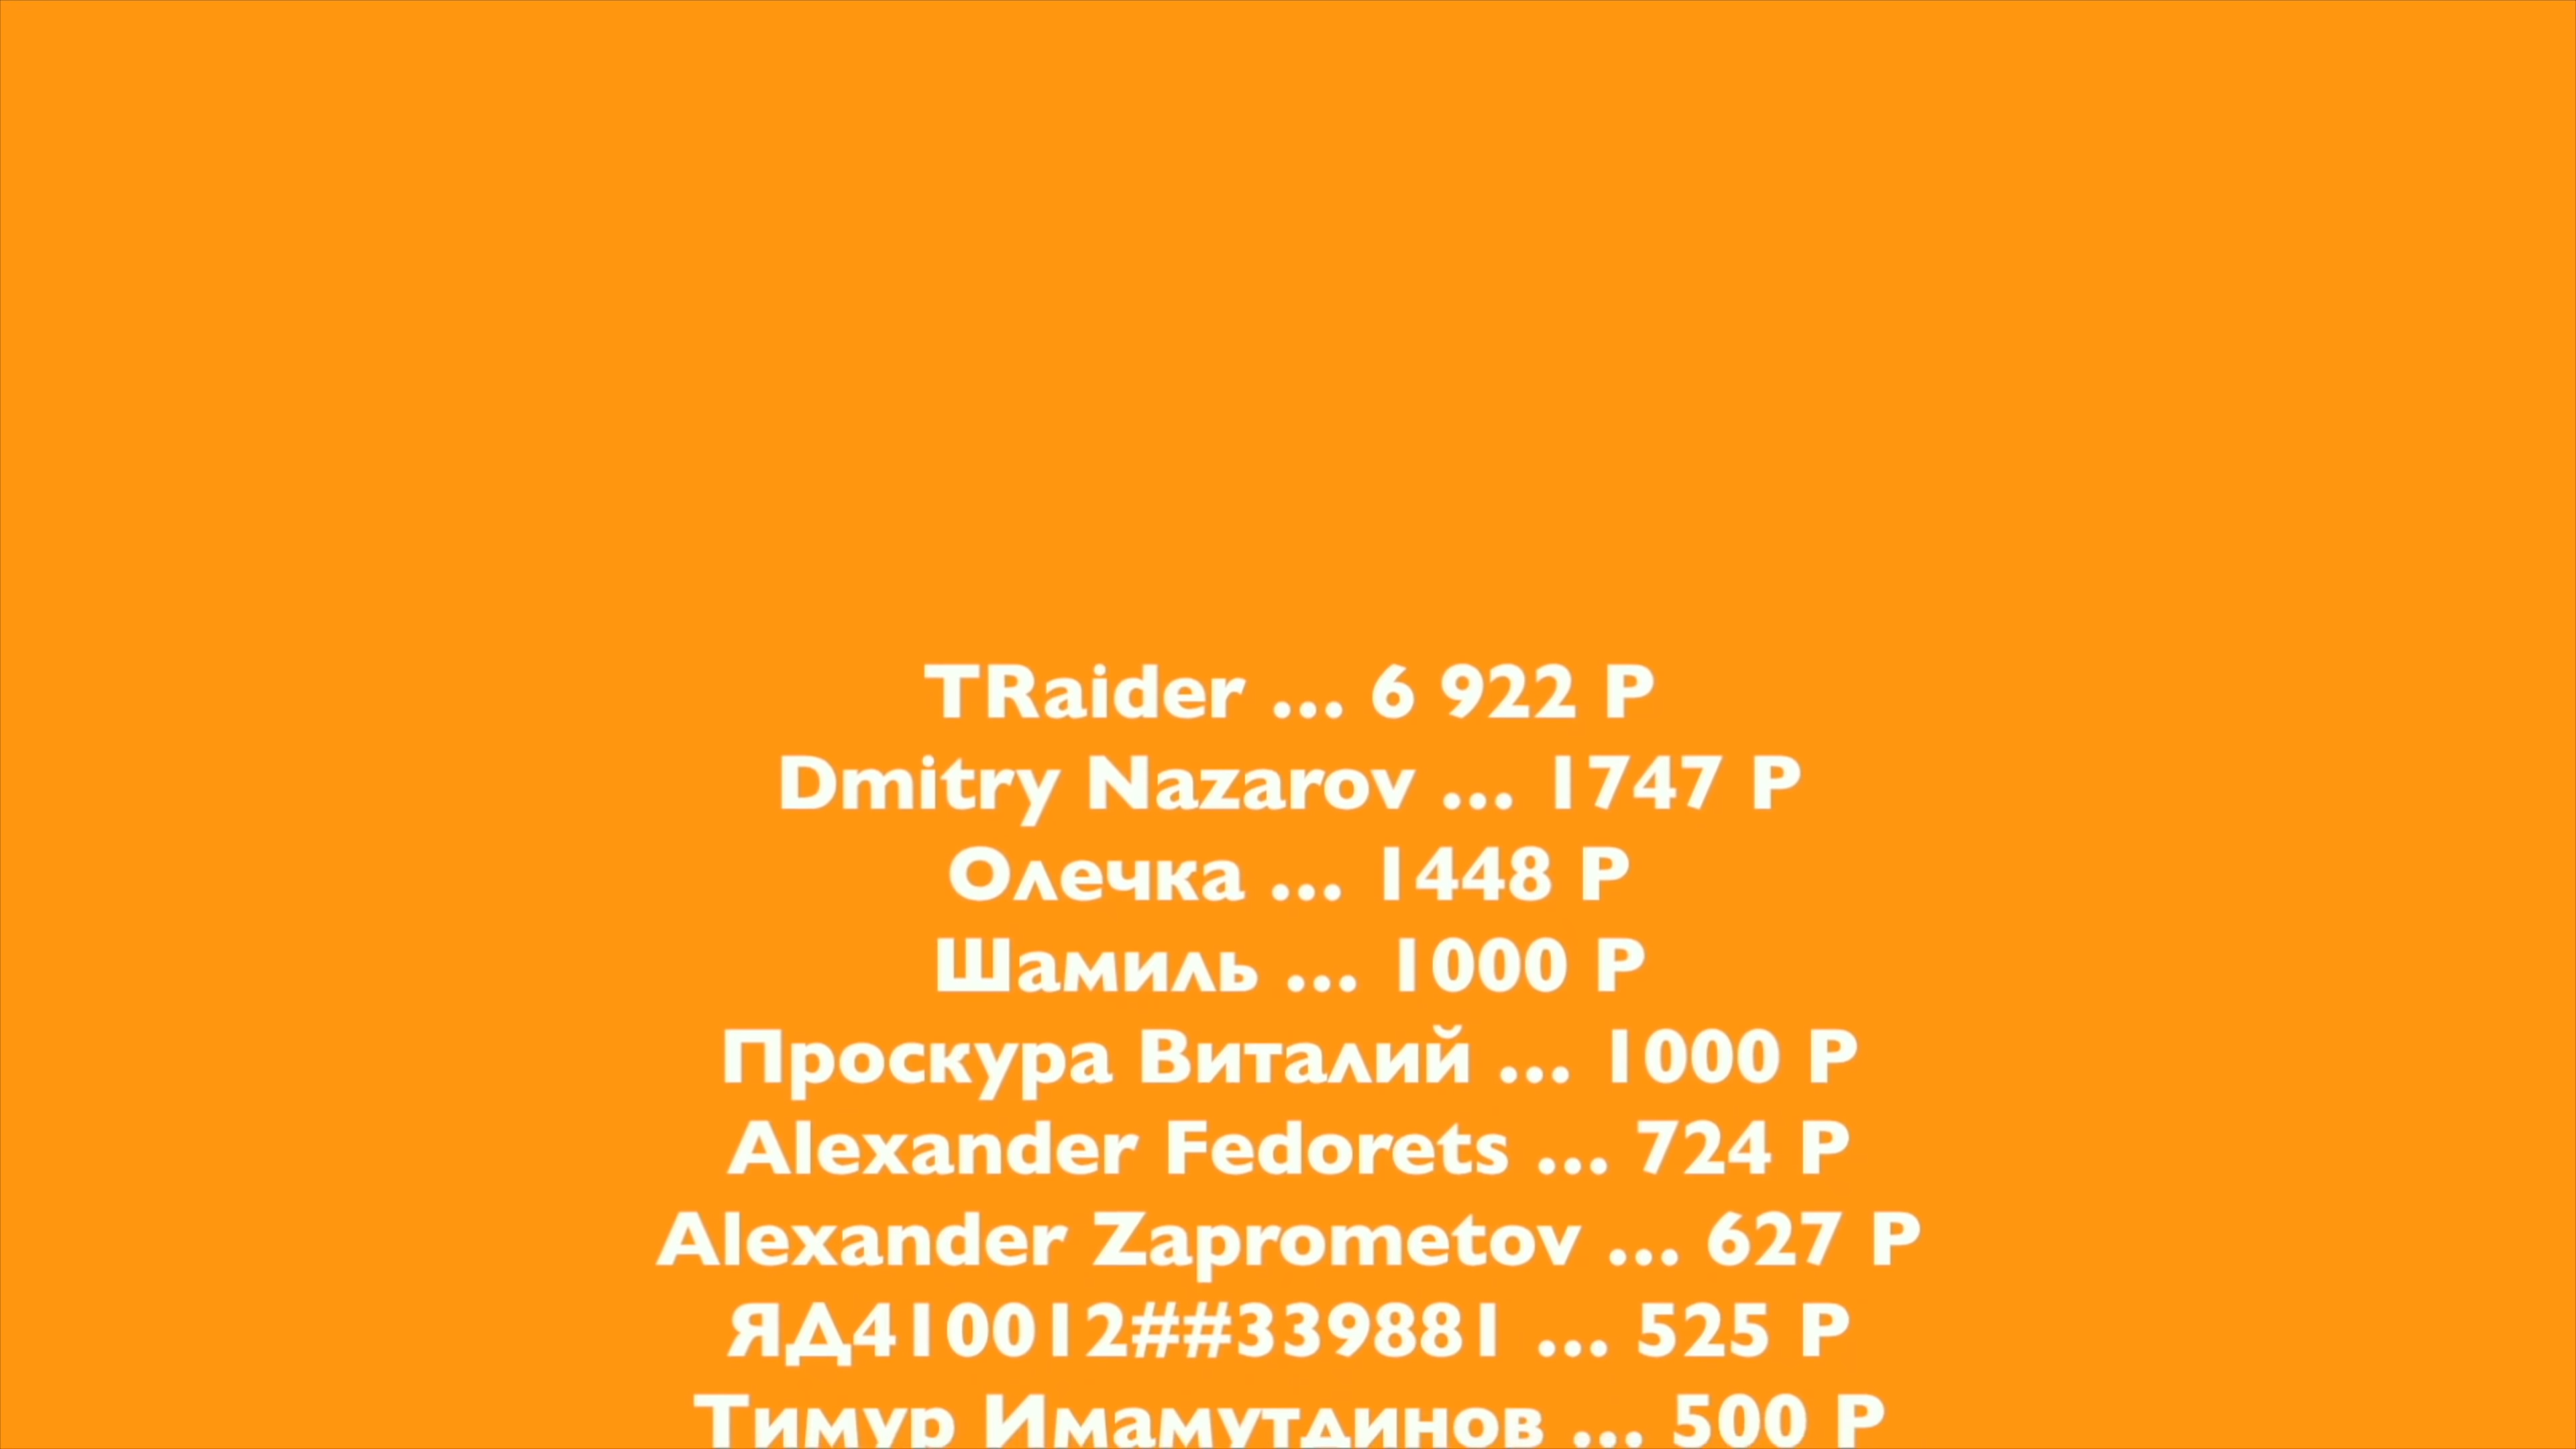 TRaider ... 6 922 Р
Dmitry Nazarov ... 1747 Р
Олечка ... 1448 Р
Шамиль ... 1000 Р
Проскура Виталий ... 1000 Р
Alexander Fedorets ... 724 Р
Alexander Zaprometov ... 627 Р
ЯД410012##339881 ... 525 Р
Тимур Имамутдинов ... 500 Р